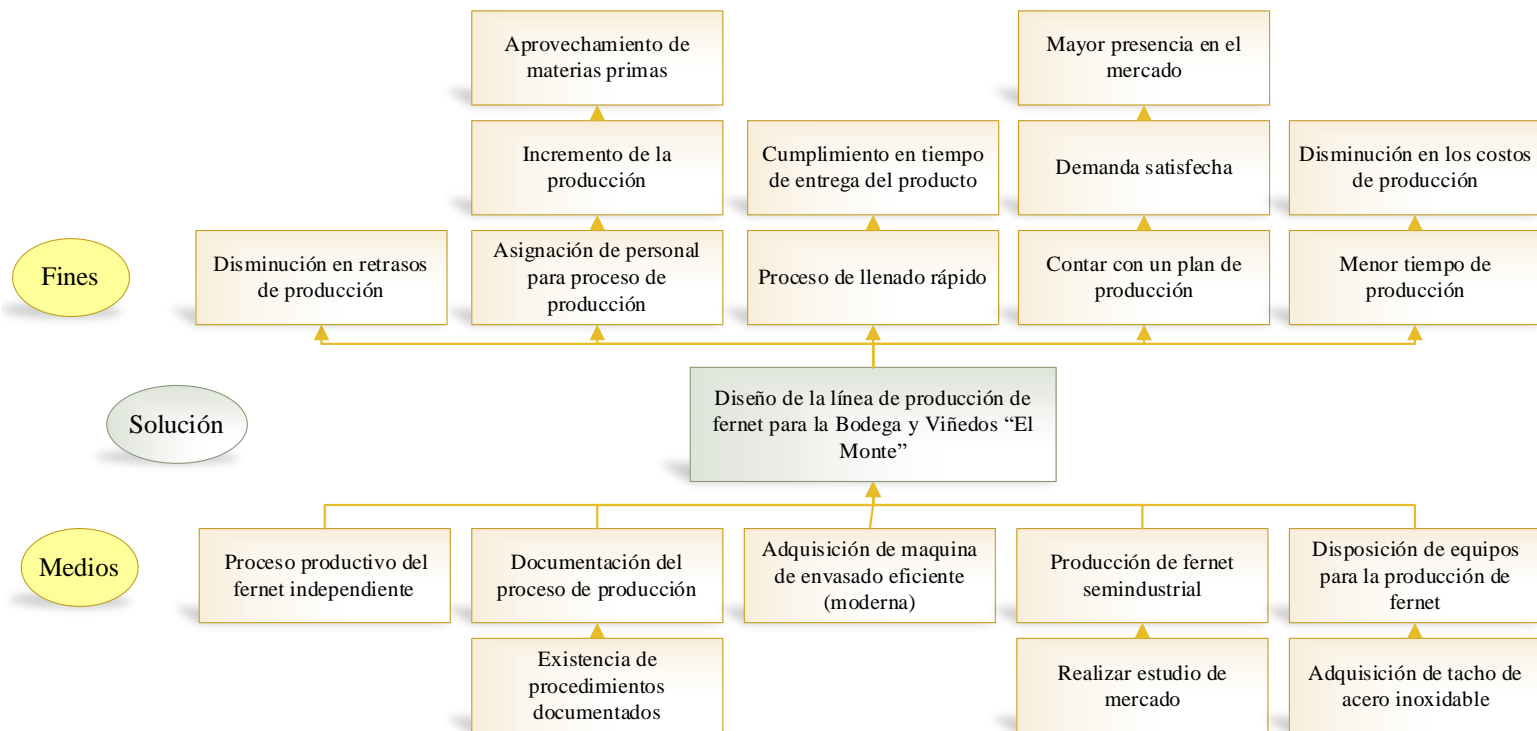 Aprovechamiento de
materias primas
Mayor presencia en el
mercado
Incremento de la
producción
Cumplimiento en tiempo
de entrega del producto
Demanda satisfecha
Disminución en los costos
de producción
Fines
Disminución en retrasos
de producción
Asignación de personal
para proceso de
producción
Proceso de llenado rápido
Contar con un plan de
producción
Menor tiempo de
producción
Solución
Diseño de la línea de producción de
fernet para la Bodega y Viñedos “El
Monte”
Medios
Proceso productivo del
fernet independiente
Documentación del
proceso de producción
Adquisición de maquina
de envasado eficiente
(moderna)
Producción de fernet
semindustrial
Disposición de equipos
para la producción de
fernet
Existencia de
procedimientos
documentados
Realizar estudio de
mercado
Adquisición de tacho de
acero inoxidable